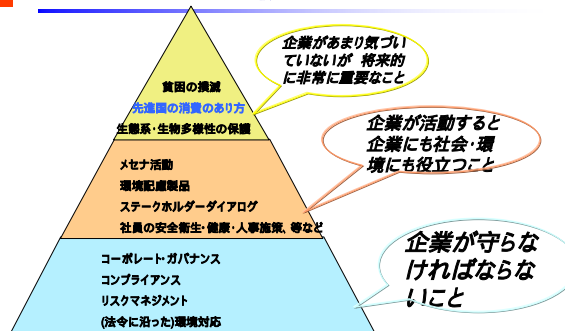 企業があまり気づい
ていないが 将来的
に非常に重要なこと
貧困の撲滅
先進国の消費のあり方
生態系・生物多様性の保護
企業が活動すると
企業にも社会・環
境にも役立つこと
メセナ活動
環境配慮製品
ステークホルダーダイアログ
社員の安全衛生・健康・人事施策、等など
企業が守らな
ければならな
いこと
コーポレート・ガバナンス
コンプライアンス
リスクマネジメント
(法令に沿った)環境対応